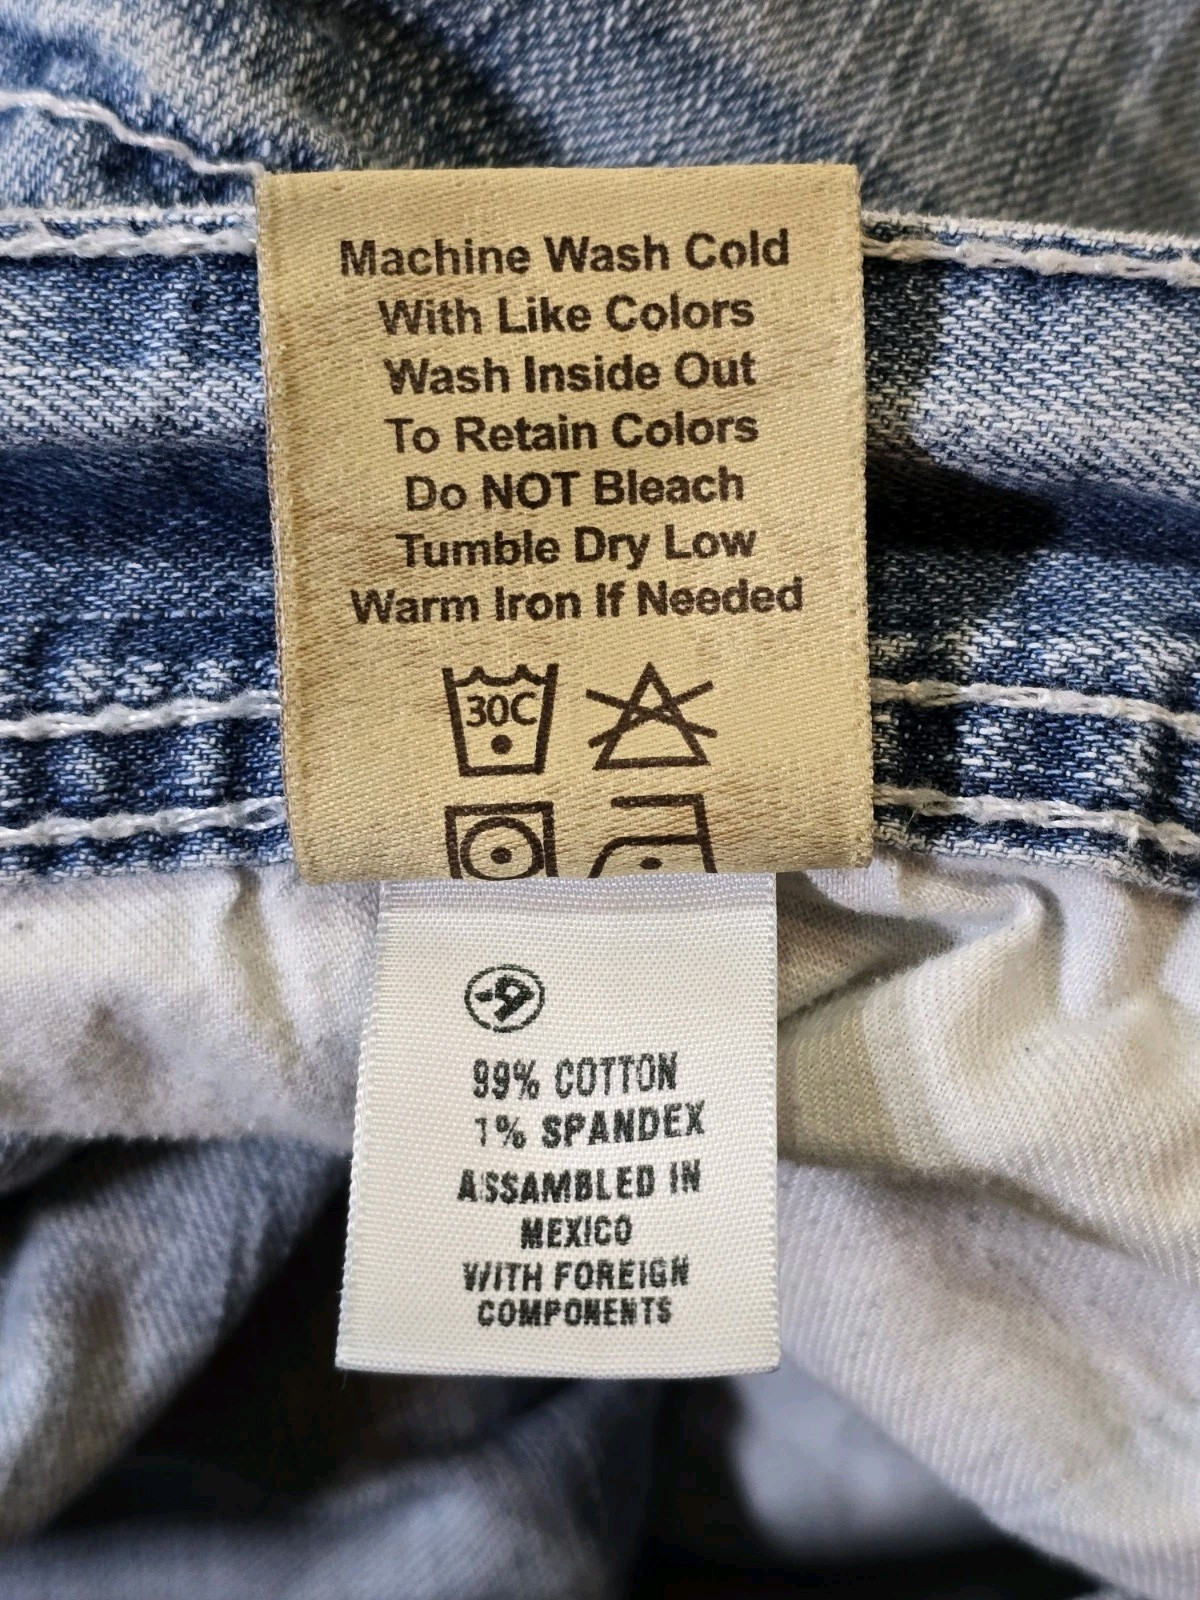 Machine Wash Cold
With Like Colors
Wash Inside Out
To Retain Colors
Do NOT Bleach
Tumble Dry Low
Warm Iron If Needed
30C
99% COTTON
1% SPANDEX
ASSAMBLED IN
MEXICO
WITH FOREIGN
COMPONENTS